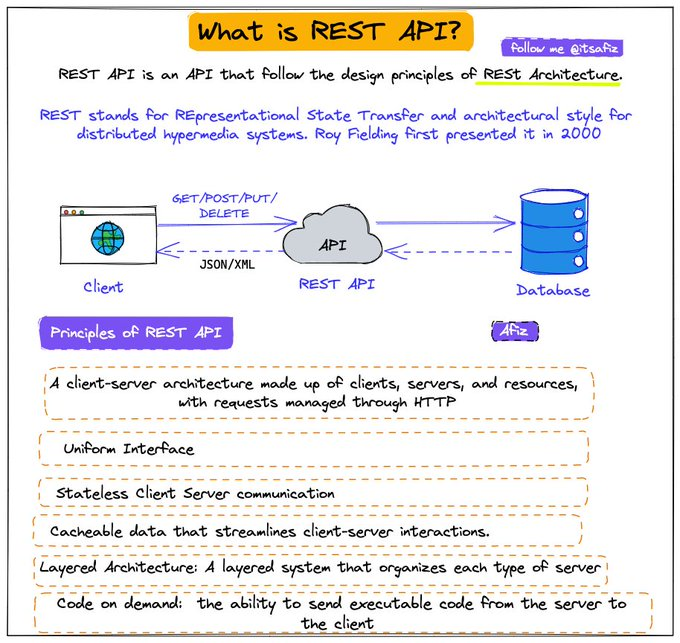 What is REST API?
follow me @itsafiz
REST API is an API that follow the design principles of REST Architecture.
REST stands for REpresentational State Transfer and architectural style for
distributed hypermedia systems. Roy Fielding first presented it in 2000
GET/POST/PUT/
DELETE
API
JSON/XML
Client
REST API
Database
Principles of REST API
Afiz
A client-server architecture made up of clients, servers, and resources,
with requests managed through HTTP
Uniform Interface
Stateless Client Server communication
Cacheable data that streamlines client-server interactions.
Layered Architecture: A layered system that organizes each type of server
Code on demand: the ability to send executable code from the server to
the client